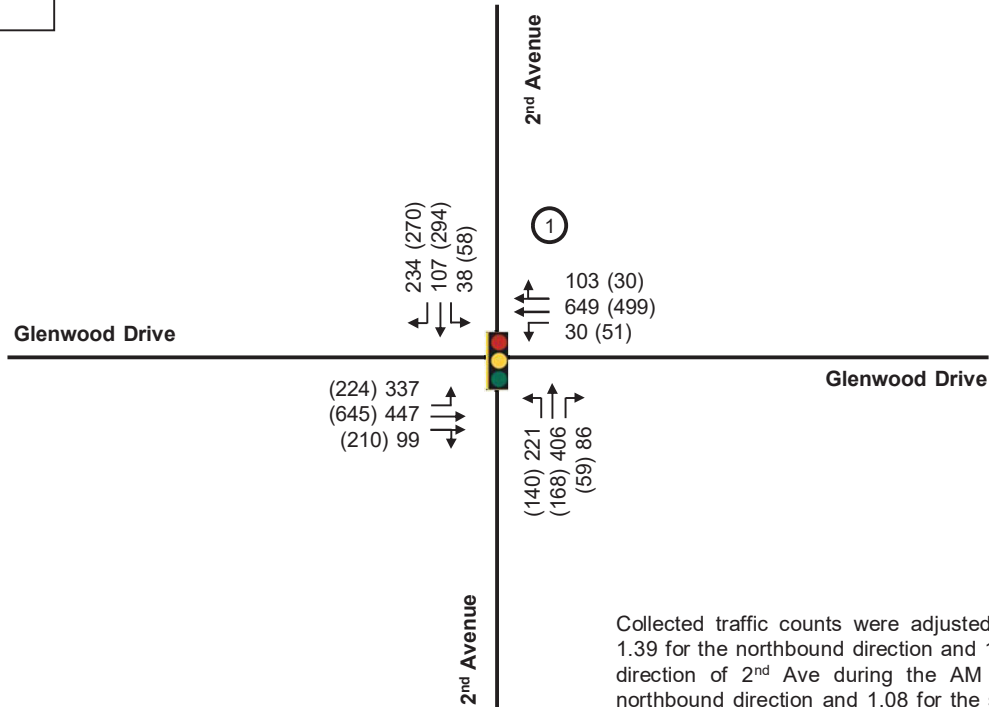 2nd Avenue
1
234 (270)
107 (294)
38 (58)
103 (30)
649 (499)
30 (51)
Glenwood Drive
Glenwood Drive
(224) 337
(645) 447
(210) 99
(140) 221
(168) 406
(59) 86
2nd Avenue
Collected traffic counts were adjusted
1.39 for the northbound direction and
direction of 2nd Ave during the AM
northbound direction and 1.08 for the